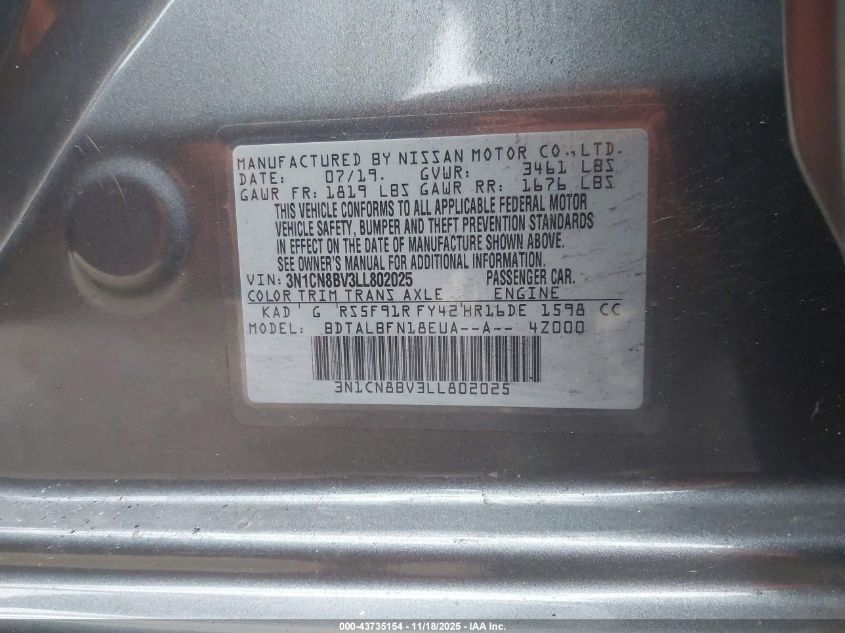 MANUFACTURED BY NISSAN MOTOR CO.,LTD.
DATE: 07/19. GVWR: 3461 LBS
GAWR FR: 1819 LBS GAWR RR: 1676 LBS
THIS VEHICLE CONFORMS TO ALL APPLICABLE FEDERAL MOTOR
VEHICLE SAFETY, BUMPER AND THEFT PREVENTION STANDARDS
IN EFFECT ON THE DATE OF MANUFACTURE SHOWN ABOVE.
SEE OWNER'S MANUAL FOR ADDITIONAL INFORMATION.
VIN: 3N1CN8BV3LL802025 PASSENGER CAR.
COLOR TRIM TRANS AXLE ENGINE
KAD G RS5F91R FY42 HR16DE 1598 CC
MODEL: BDTALBFN18EUA--A-- 4Z000
3N1CN8BV3LL802025
000-43735154 - 11/18/2025 - IAA Inc.